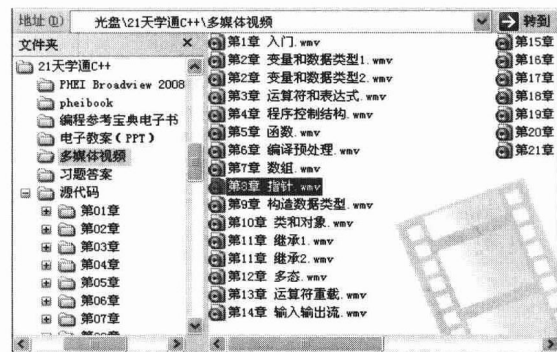 地址(D) 光盘\21天学通C++\多媒体视频 转到
文件夹
21天学通C++
PHEI Broadview 2008
pheibook
编程参考宝典电子书
电子教案(PPT)
多媒体视频
习题答案
源代码
第01章
第02章
第03章
第04章
第05章
第06章
第07章
第1章 入门.wmv
第2章 变量和数据类型1.wmv
第2章 变量和数据类型2.wmv
第3章 运算符和表达式.wmv
第4章 程序控制结构.wmv
第5章 函数.wmv
第6章 编译预处理.wmv
第7章 数组.wmv
第8章 指针.wmv
第9章 构造数据类型.wmv
第10章 类和对象.wmv
第11章 继承1.wmv
第11章 继承2.wmv
第12章 多态.wmv
第13章 运算符重载.wmv
第14章 输入输出流.wmv
第15章
第16章
第17章
第18章
第19章
第20章
第21章